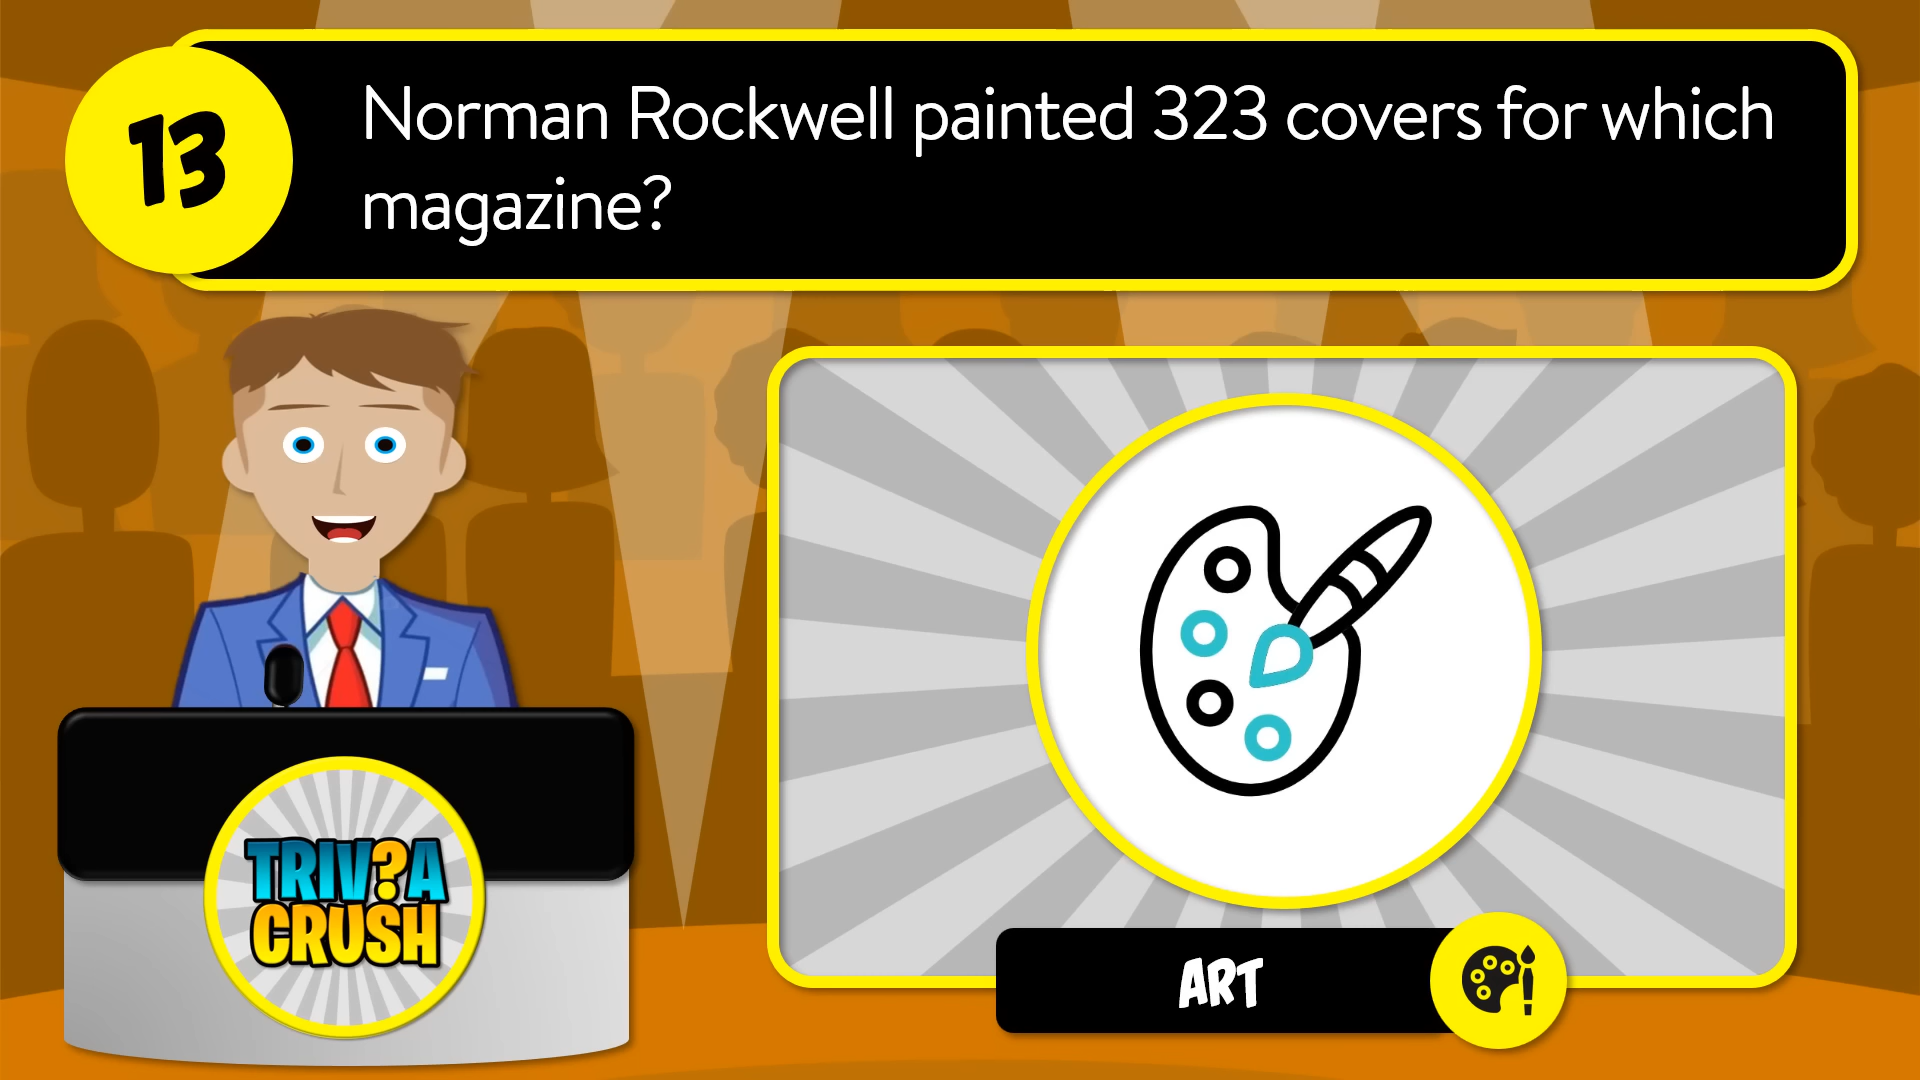 13
Norman Rockwell painted 323 covers for which
magazine?
TRIV?A
CRUSH
ART